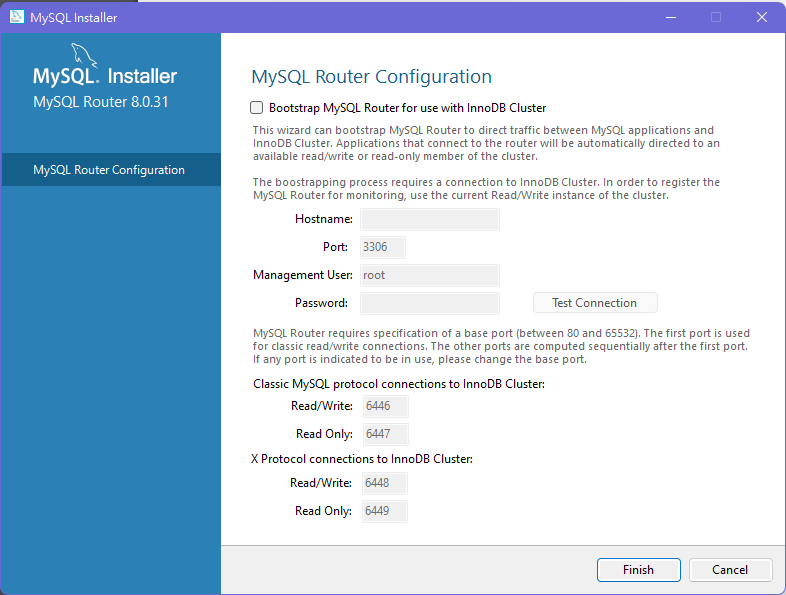 MySQL Installer
MySQL. Installer
MySQL Router 8.0.31
MySQL Router Configuration
MySQL Router Configuration
Bootstrap MySQL Router for use with InnoDB Cluster
This wizard can bootstrap MySQL Router to direct traffic between MySQL applications and
InnoDB Cluster. Applications that connect to the router will be automatically directed to an
available read/write or read-only member of the cluster.
The boostrapping process requires a connection to InnoDB Cluster. In order to register the
MySQL Router for monitoring, use the current Read/Write instance of the cluster.
Hostname:
Port: 3306
Management User: root
Password: Test Connection
MySQL Router requires specification of a base port (between 80 and 65532). The first port is used
for classic read/write connections. The other ports are computed sequentially after the first port.
If any port is indicated to be in use, please change the base port.
Classic MySQL protocol connections to InnoDB Cluster:
Read/Write: 6446
Read Only: 6447
X Protocol connections to InnoDB Cluster:
Read/Write: 6448
Read Only: 6449
Finish Cancel